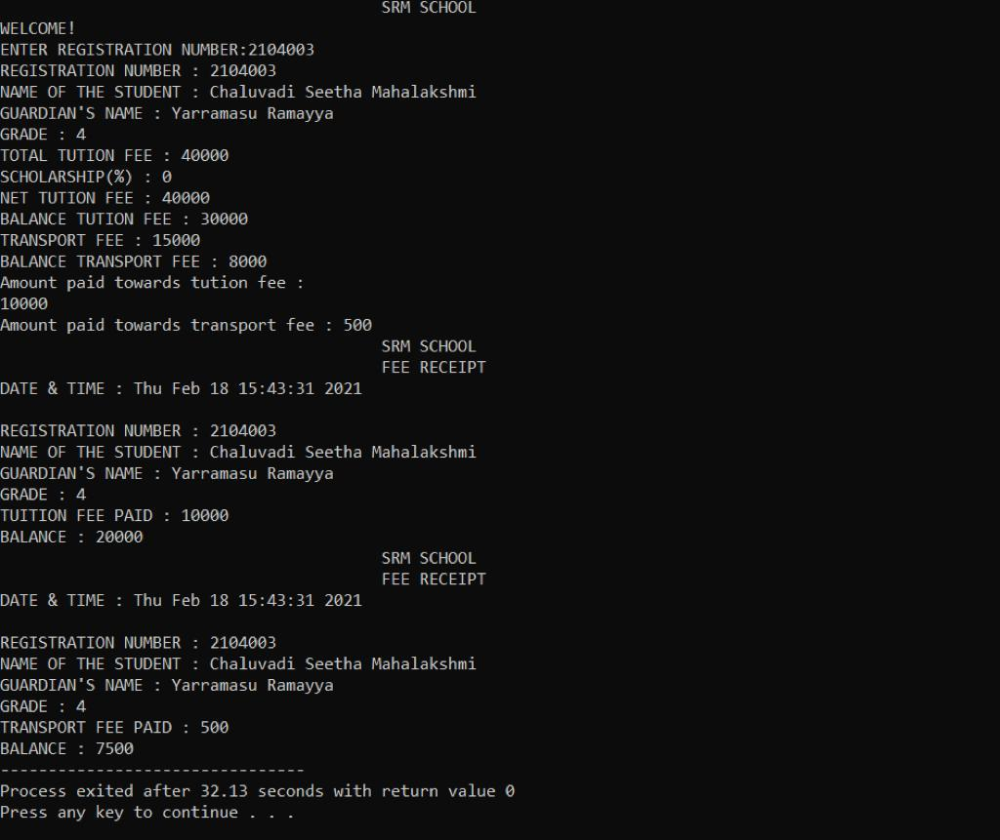 SRM SCHOOL
WELCOME!
ENTER REGISTRATION NUMBER:2104003
REGISTRATION NUMBER : 2104003
NAME OF THE STUDENT : Chaluvadi Seetha Mahalakshmi
GUARDIAN'S NAME : Yarramasu Ramayya
GRADE : 4
TOTAL TUTION FEE : 40000
SCHOLARSHIP(%) : 0
NET TUTION FEE : 40000
BALANCE TUTION FEE : 30000
TRANSPORT FEE : 15000
BALANCE TRANSPORT FEE : 8000
Amount paid towards tution fee :
10000
Amount paid towards transport fee : 500
SRM SCHOOL
FEE RECEIPT
DATE & TIME : Thu Feb 18 15:43:31 2021
REGISTRATION NUMBER : 2104003
NAME OF THE STUDENT : Chaluvadi Seetha Mahalakshmi
GUARDIAN'S NAME : Yarramasu Ramayya
GRADE : 4
TUITION FEE PAID : 10000
BALANCE : 20000
SRM SCHOOL
FEE RECEIPT
DATE & TIME : Thu Feb 18 15:43:31 2021
REGISTRATION NUMBER : 2104003
NAME OF THE STUDENT : Chaluvadi Seetha Mahalakshmi
GUARDIAN'S NAME : Yarramasu Ramayya
GRADE : 4
TRANSPORT FEE PAID : 500
BALANCE : 7500
--------------------------------
Process exited after 32.13 seconds with return value 0
Press any key to continue . . .